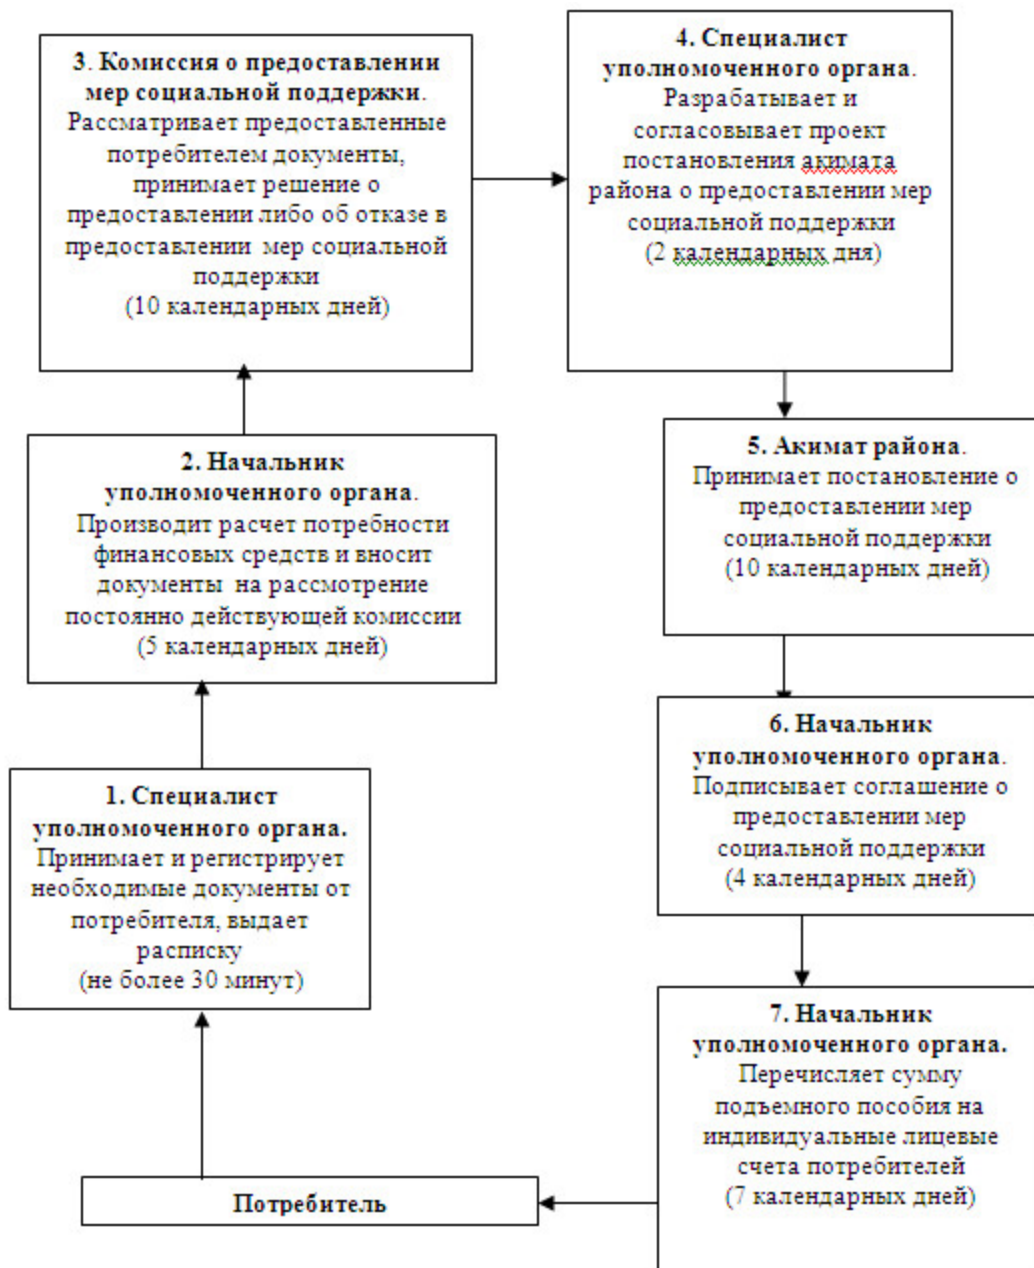 3. Комиссия о предоставлении
мер социальной поддержки.
Рассматривает предоставленные
потребителем документы,
принимает решение о
предоставлении либо об отказе в
предоставлении мер социальной
поддержки
(10 календарных дней)
4. Специалист
уполномоченного органа.
Разрабатывает и
согласовывает проект
постановления акимата
района о предоставлении мер
социальной поддержки
(2 календарных дня)
2. Начальник
уполномоченного органа.
Производит расчет потребности
финансовых средств и вносит
документы на рассмотрение
постоянно действующей комиссии
(5 календарных дней)
5. Акимат района.
Принимает постановление о
предоставлении мер
социальной поддержки
(10 календарных дней)
1. Специалист
уполномоченного органа.
Принимает и регистрирует
необходимые документы от
потребителя, выдает
расписку
(не более 30 минут)
6. Начальник
уполномоченного органа.
Подписывает соглашение о
предоставлении мер
социальной поддержки
(4 календарных дней)
7. Начальник
уполномоченного органа.
Перечисляет сумму
подъемного пособия на
индивидуальные лицевые
счета потребителей
(7 календарных дней)
Потребитель